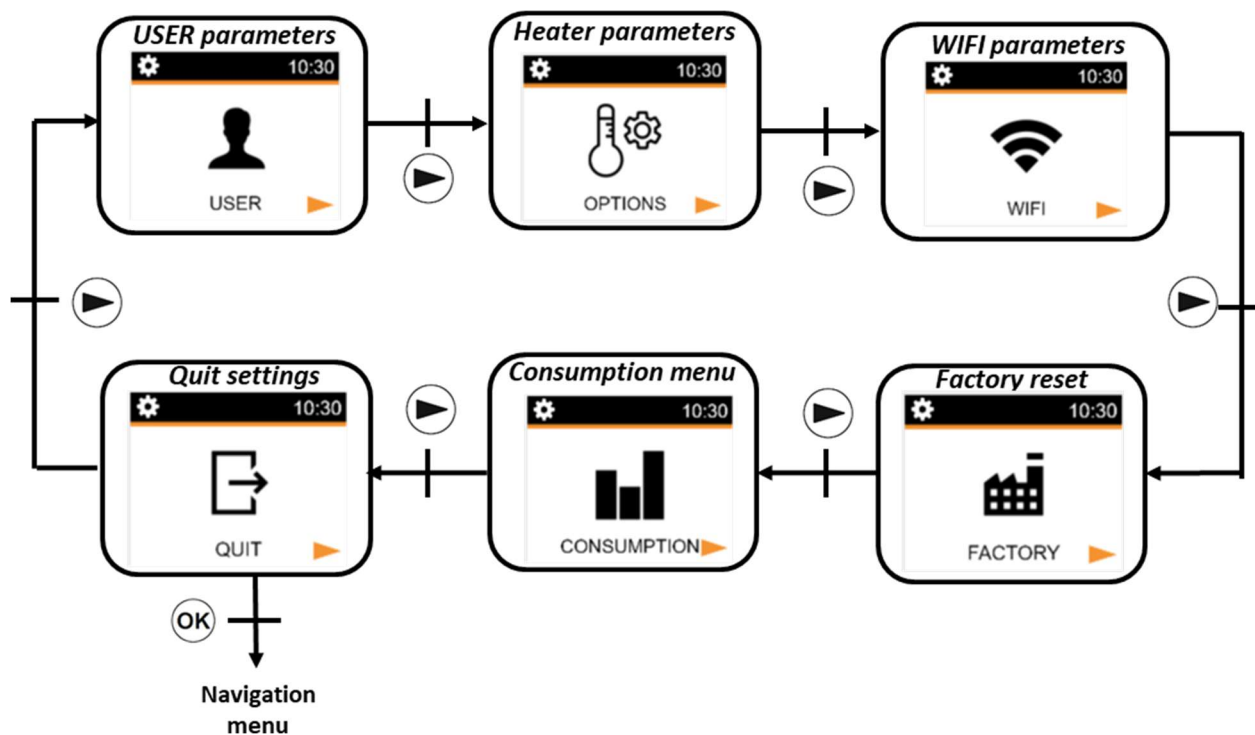 USER parameters
10:30
USER
Heater parameters
10:30
OPTIONS
WIFI parameters
10:30
WIFI
Quit settings
10:30
QUIT
Consumption menu
10:30
CONSUMPTION
Factory reset
10:30
FACTORY
OK
Navigation
menu